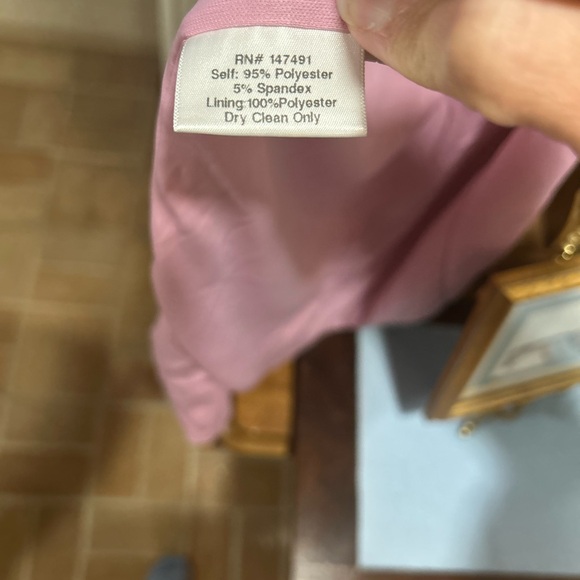 RN# 147491
Self: 95% Polyester
5% Spandex
Lining:100%Polyester
Dry Clean Only